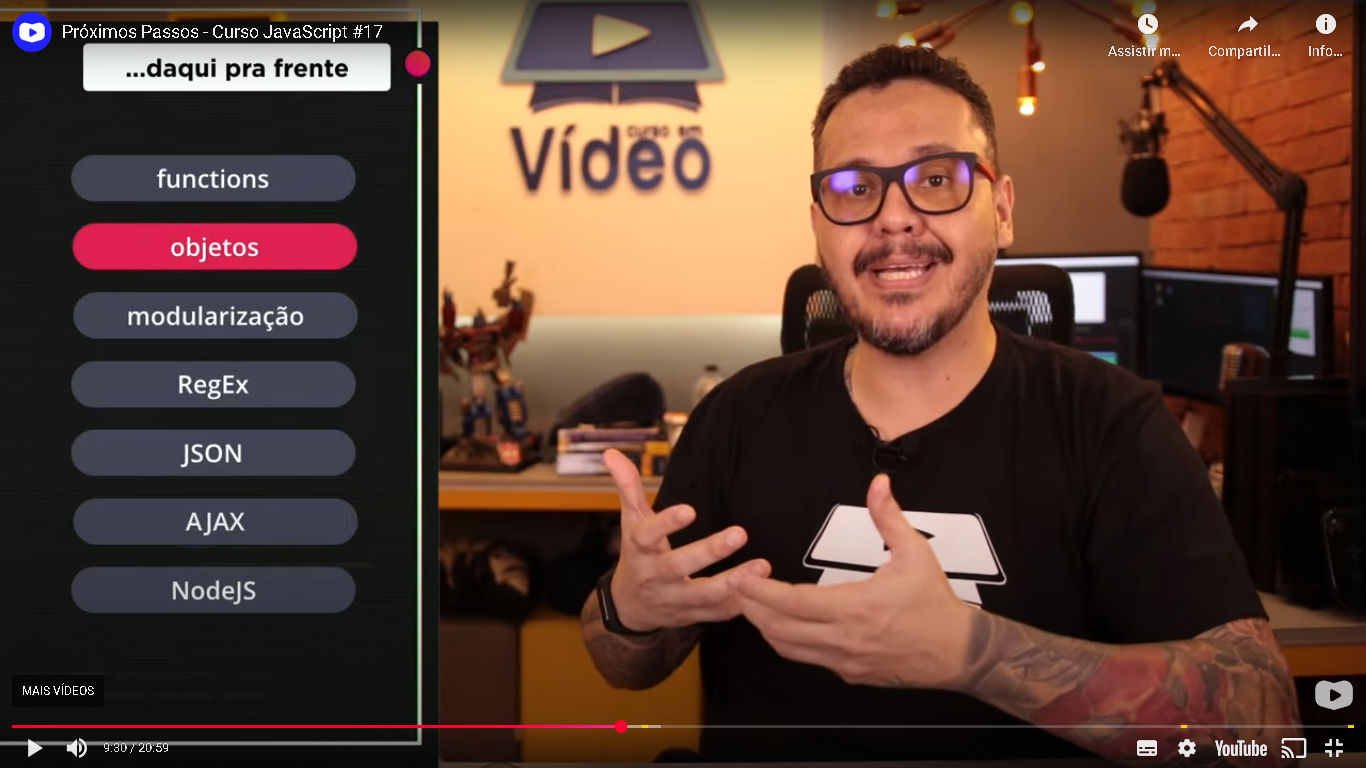 Próximos Passos - Curso JavaScript #17
Assistir m...
Compartil...
Info...
...daqui pra frente
functions
objetos
modularização
RegEx
JSON
AJAX
NodeJS
curso em
Vídeo
MAIS VÍDEOS
9:30 / 20:59
YouTube